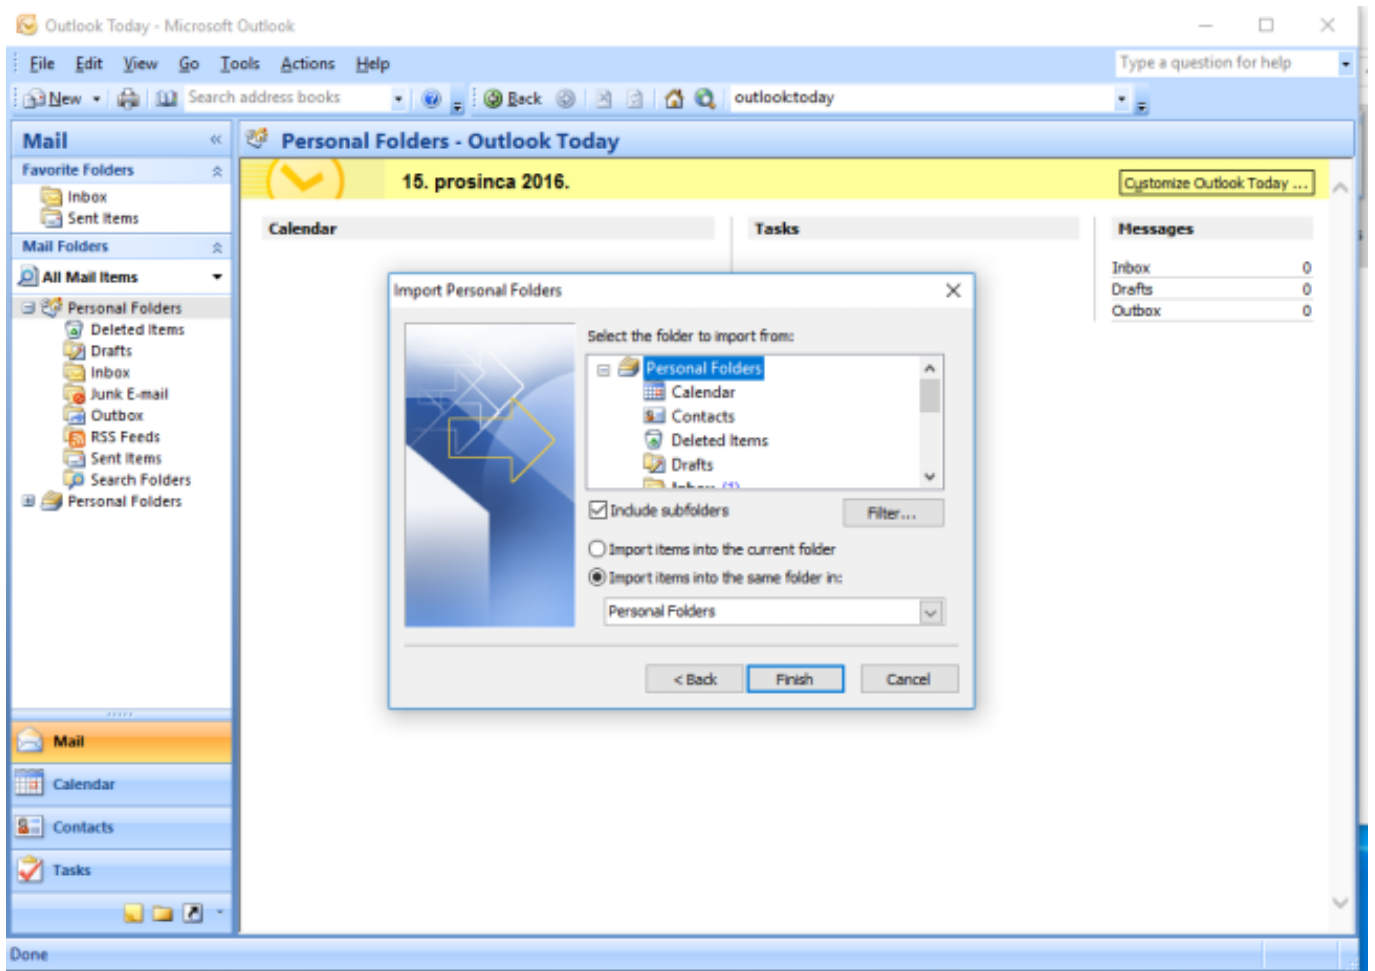 Outlook Today - Microsoft Outlook
File Edit View Go Tools Actions Help
Type a question for help
New
Search address books
Back
outlook:today
Mail
Personal Folders - Outlook Today
Favorite Folders
Inbox
Sent Items
15. prosinca 2016.
Customize Outlook Today ...
Calendar
Tasks
Messages
Inbox 0
Drafts 0
Outbox 0
Mail Folders
All Mail Items
Personal Folders
Deleted Items
Drafts
Inbox
Junk E-mail
Outbox
RSS Feeds
Sent Items
Search Folders
Personal Folders
Import Personal Folders
Select the folder to import from:
Personal Folders
Calendar
Contacts
Deleted Items
Drafts
Inbox (1)
Include subfolders
Filter...
Import items into the current folder
Import items into the same folder in:
Personal Folders
< Back
Finish
Cancel
Mail
Calendar
Contacts
Tasks
Done